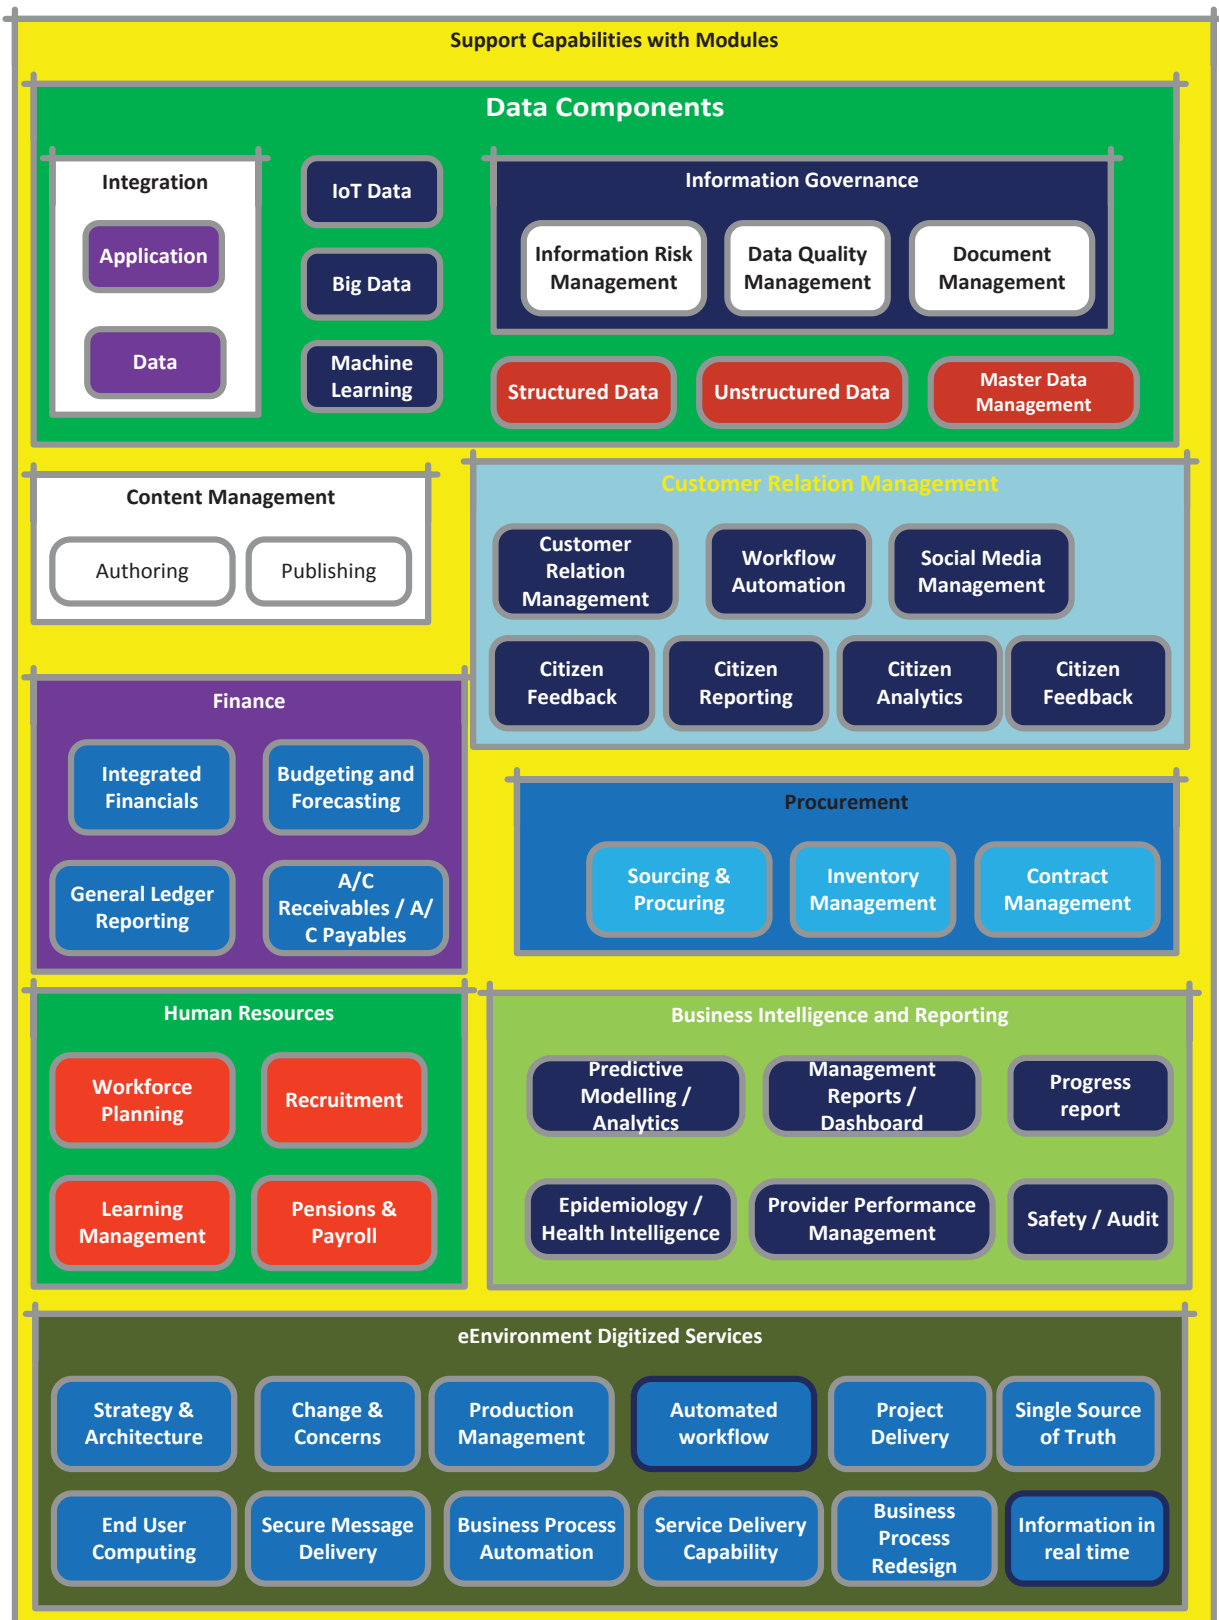 Support Capabilities with Modules
Data Components
Integration
Application
Data
IoT Data
Big Data
Machine
Learning
Information Governance
Information Risk
Management
Data Quality
Management
Document
Management
Structured Data
Unstructured Data
Master Data
Management
Content Management
Authoring
Publishing
Customer Relation Management
Customer
Relation
Management
Workflow
Automation
Social Media
Management
Citizen
Feedback
Citizen
Reporting
Citizen
Analytics
Citizen
Feedback
Finance
Integrated
Financials
Budgeting and
Forecasting
General Ledger
Reporting
A/C
Receivables / A/
C Payables
Procurement
Sourcing &
Procuring
Inventory
Management
Contract
Management
Human Resources
Workforce
Planning
Recruitment
Learning
Management
Pensions &
Payroll
Business Intelligence and Reporting
Predictive
Modelling /
Analytics
Management
Reports /
Dashboard
Progress
report
Epidemiology /
Health Intelligence
Provider Performance
Management
Safety / Audit
eEnvironment Digitized Services
Strategy &
Architecture
Change &
Concerns
Production
Management
Automated
workflow
Project
Delivery
Single Source
of Truth
End User
Computing
Secure Message
Delivery
Business Process
Automation
Service Delivery
Capability
Business
Process
Redesign
Information in
real time